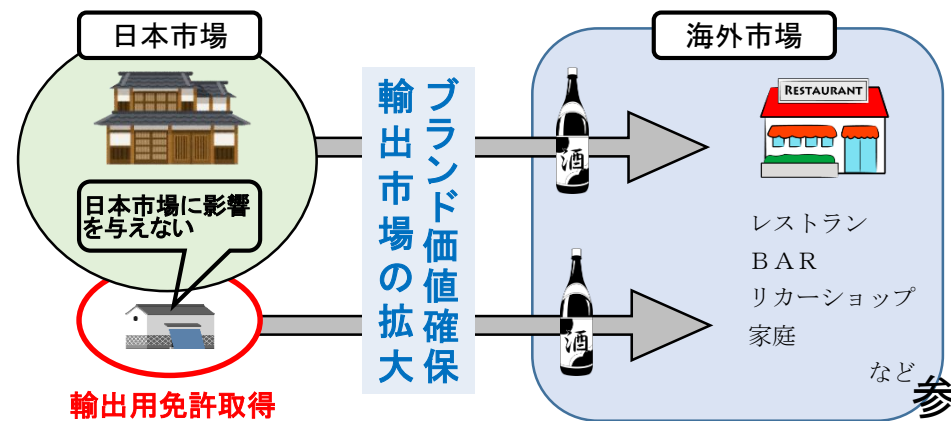 日本市場
海外市場
RESTAURANT
ブランド価値確保
輸出市場の拡大
酒
日本市場に影響
を与えない
レストラン
ＢＡＲ
リカーショップ
家庭
など
酒
輸出用免許取得
参